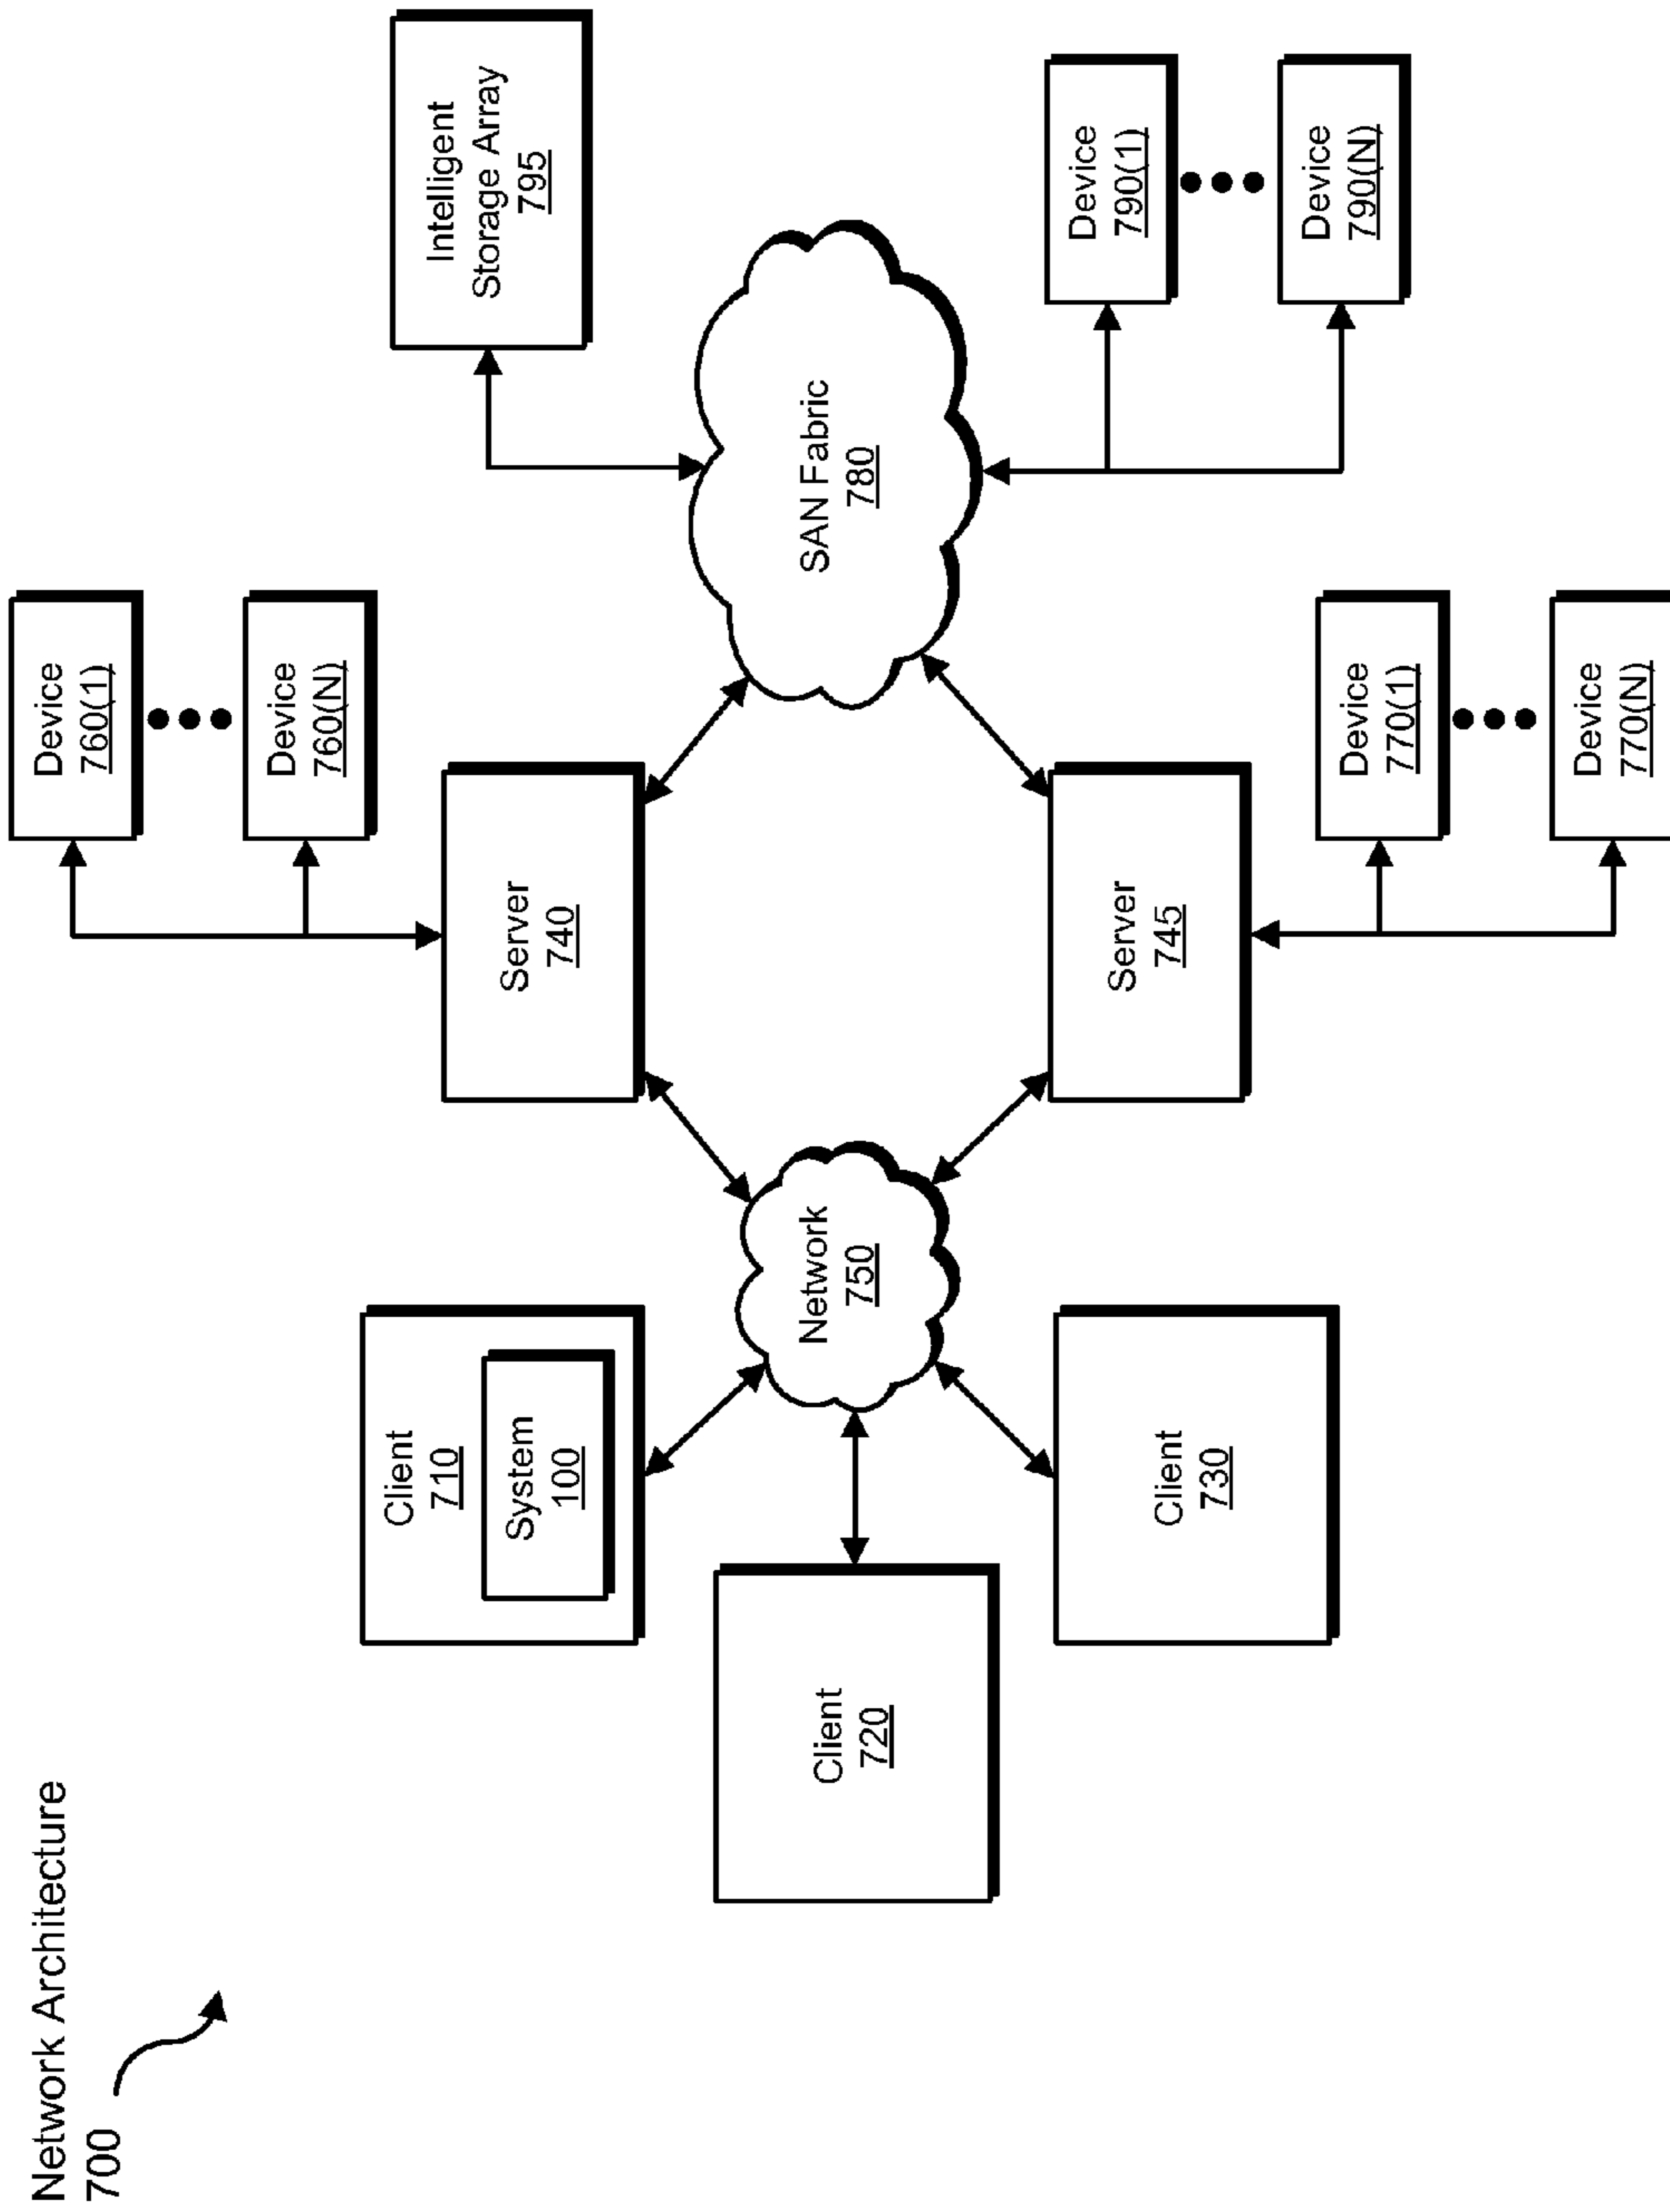 Network Architecture
700
Device
760(1)
Device
760(N)
Intelligent
Storage Array
795
Client
710
System
100
Server
740
Client
720
Network
750
SAN Fabric
780
Client
730
Server
745
Device
790(1)
Device
790(N)
Device
770(1)
Device
770(N)